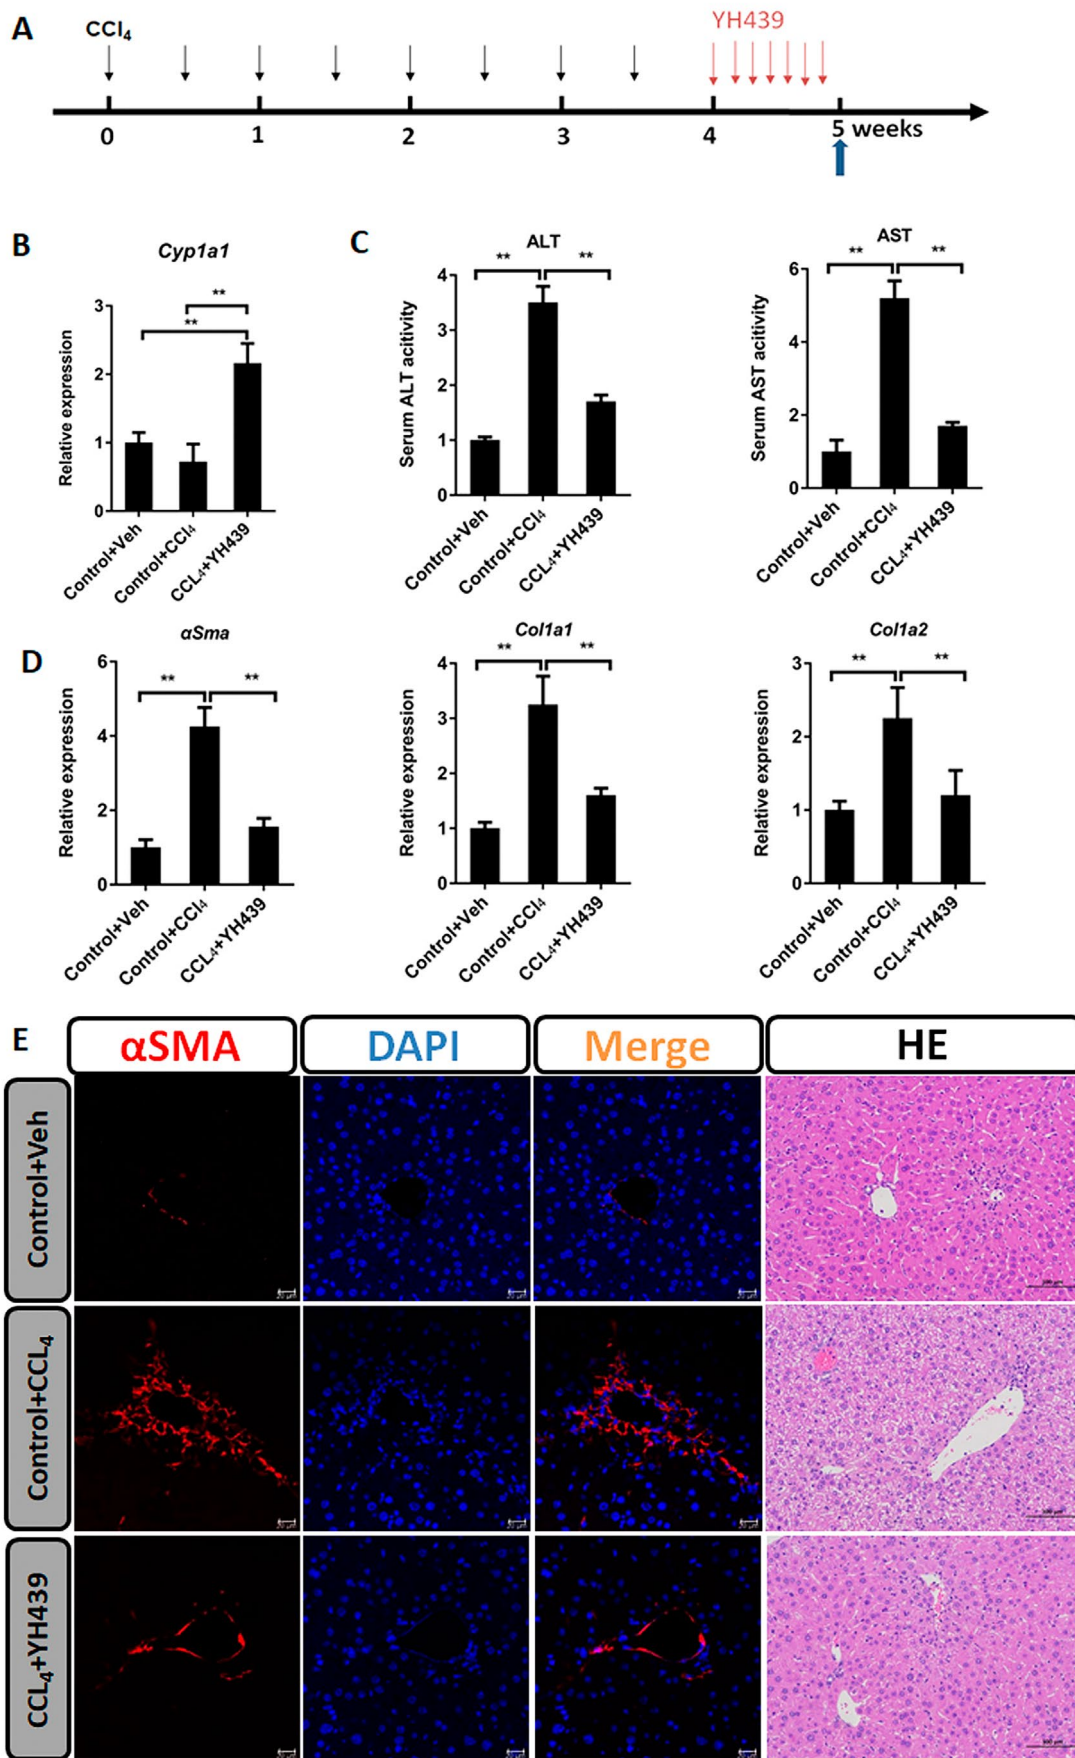 A
CCl₄
YH439
0 1 2 3 4 5 weeks
B
Cyp1a1
Relative expression
3
2
1
0
**
**
Control+Veh
Control+CCl₄
CCL₄+YH439
C
ALT
Serum ALT acitivity
4
3
2
1
0
** **
Control+Veh
Control+CCl₄
CCL₄+YH439
AST
Serum AST acitivity
6
4
2
0
** **
Control+Veh
Control+CCl₄
CCL₄+YH439
D
αSma
Relative expression
6
4
2
0
** **
Control+Veh
Control+CCl₄
CCL₄+YH439
Col1a1
Relative expression
4
3
2
1
0
** **
Control+Veh
Control+CCl₄
CCL₄+YH439
Col1a2
Relative expression
3
2
1
0
** **
Control+Veh
Control+CCl₄
CCL₄+YH439
E
αSMA DAPI Merge HE
Control+Veh
Control+CCL₄
CCL₄+YH439